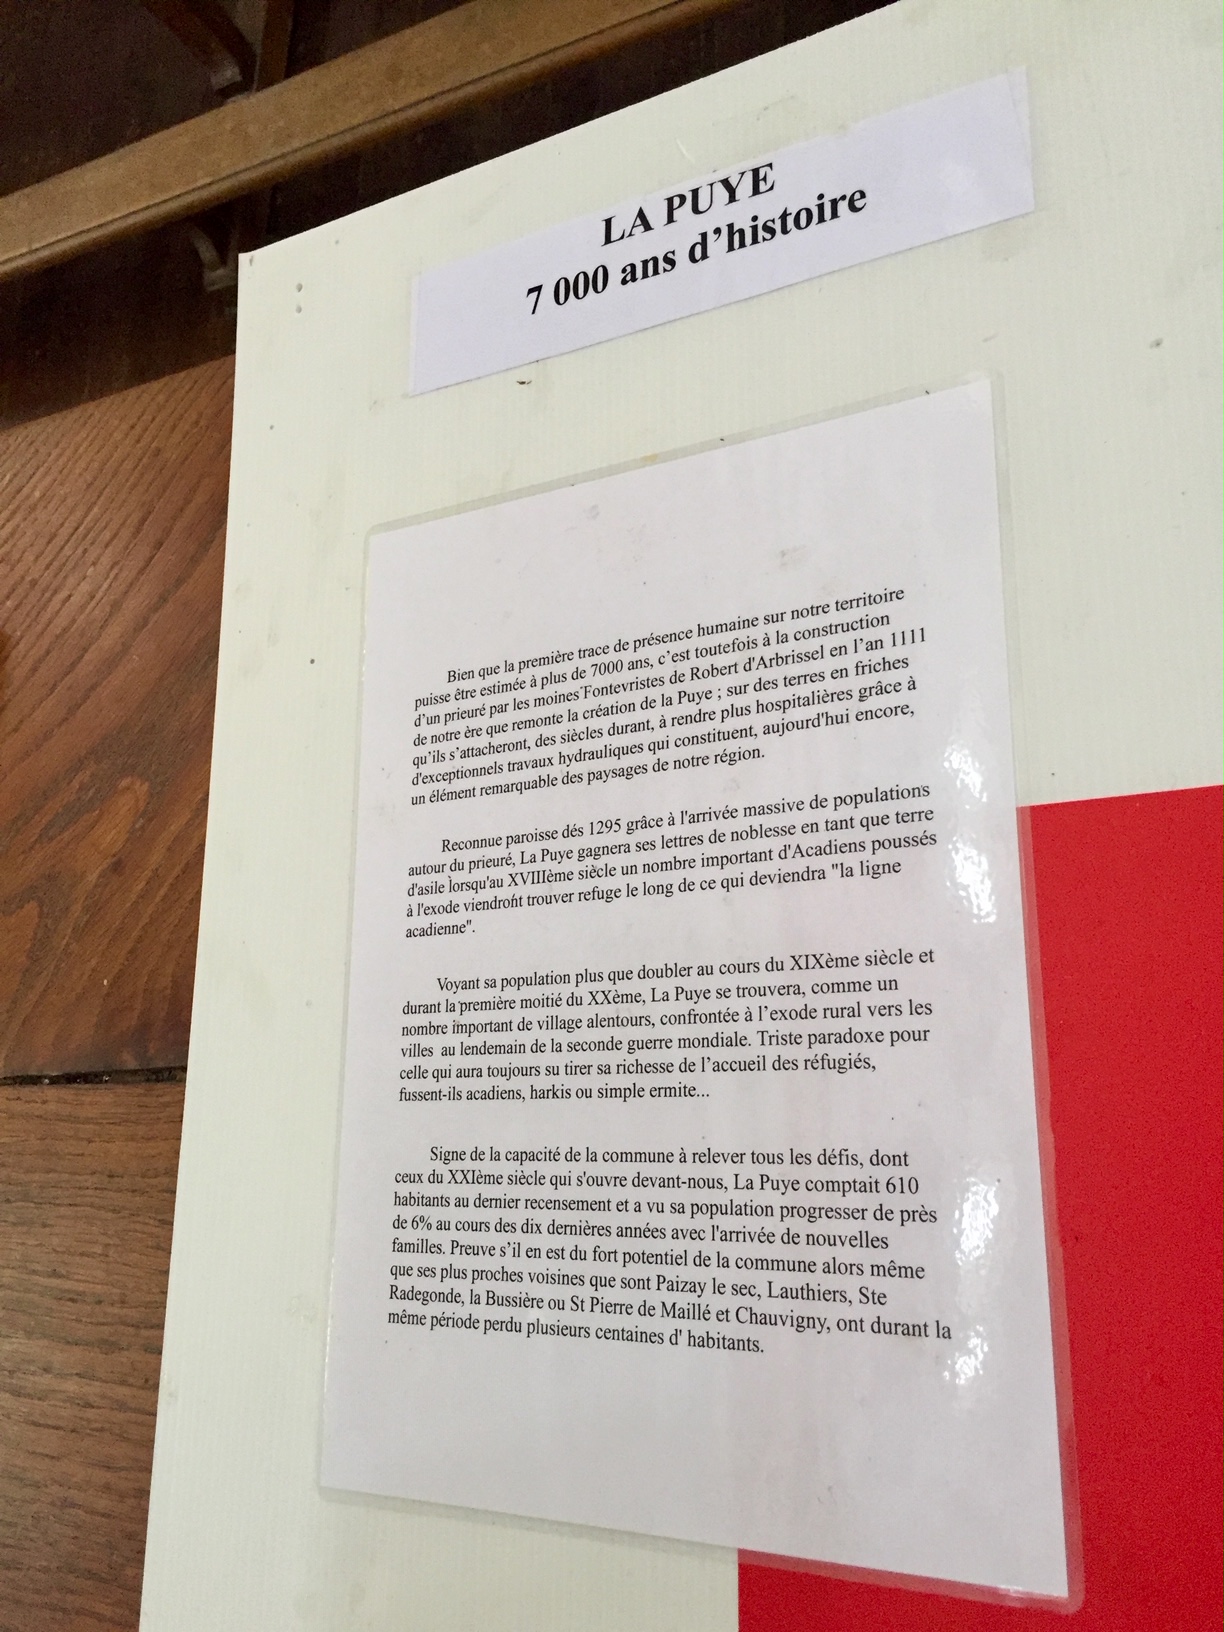 LA PUYE
7 000 ans d’histoire
Bien que la première trace de présence humaine sur notre territoire
puisse être estimée à plus de 7000 ans, c’est toutefois à la construction
d’un prieuré par les moines Fontevristes de Robert d'Arbrissel en l’an 1111
de notre ère que remonte la création de la Puye ; sur des terres en friches
qu’ils s’attacheront, des siècles durant, à rendre plus hospitalières grâce à
d'exceptionnels travaux hydrauliques qui constituent, aujourd'hui encore,
un élément remarquable des paysages de notre région.
Reconnue paroisse dés 1295 grâce à l'arrivée massive de populations
autour du prieuré, La Puye gagnera ses lettres de noblesse en tant que terre
d'asile lorsqu'au XVIIIème siècle un nombre important d'Acadiens poussés
à l'exode viendront trouver refuge le long de ce qui deviendra "la ligne
acadienne".
Voyant sa population plus que doubler au cours du XIXème siècle et
durant la première moitié du XXème, La Puye se trouvera, comme un
nombre important de village alentours, confrontée à l’exode rural vers les
villes au lendemain de la seconde guerre mondiale. Triste paradoxe pour
celle qui aura toujours su tirer sa richesse de l’accueil des réfugiés,
fussent-ils acadiens, harkis ou simple ermite...
Signe de la capacité de la commune à relever tous les défis, dont
ceux du XXIème siècle qui s'ouvre devant-nous, La Puye comptait 610
habitants au dernier recensement et a vu sa population progresser de près
de 6% au cours des dix dernières années avec l'arrivée de nouvelles
familles. Preuve s’il en est du fort potentiel de la commune alors même
que ses plus proches voisines que sont Paizay le sec, Lauthiers, Ste
Radegonde, la Bussière ou St Pierre de Maillé et Chauvigny, ont durant la
même période perdu plusieurs centaines d' habitants.